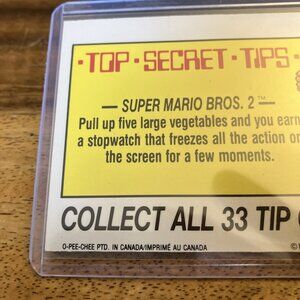 ·TOP·SECRET·TIPS·
— SUPER MARIO BROS. 2™ —
Pull up five large vegetables and you earn
a stopwatch that freezes all the action on
the screen for a few moments.
COLLECT ALL 33 TIP
O-PEE-CHEE PTD. IN CANADA/IMPRIMÉ AU CANADA